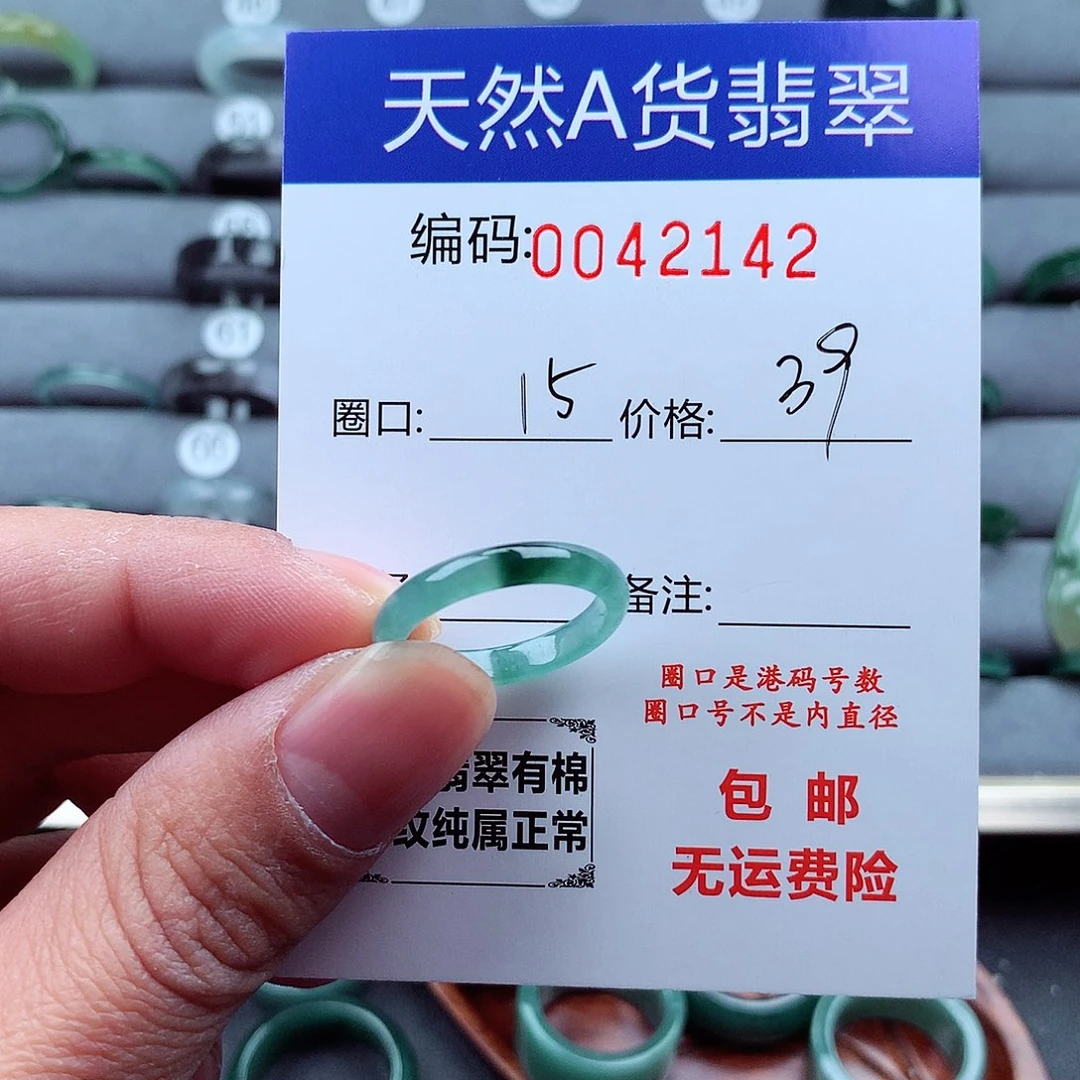 天然A货翡翠
编码:0042142
圈口: 15 价格: 39
备注:
圈口是港码号数
圈口号不是内直径
翡翠有棉
纹纯属正常
包 邮
无运费险
61
66